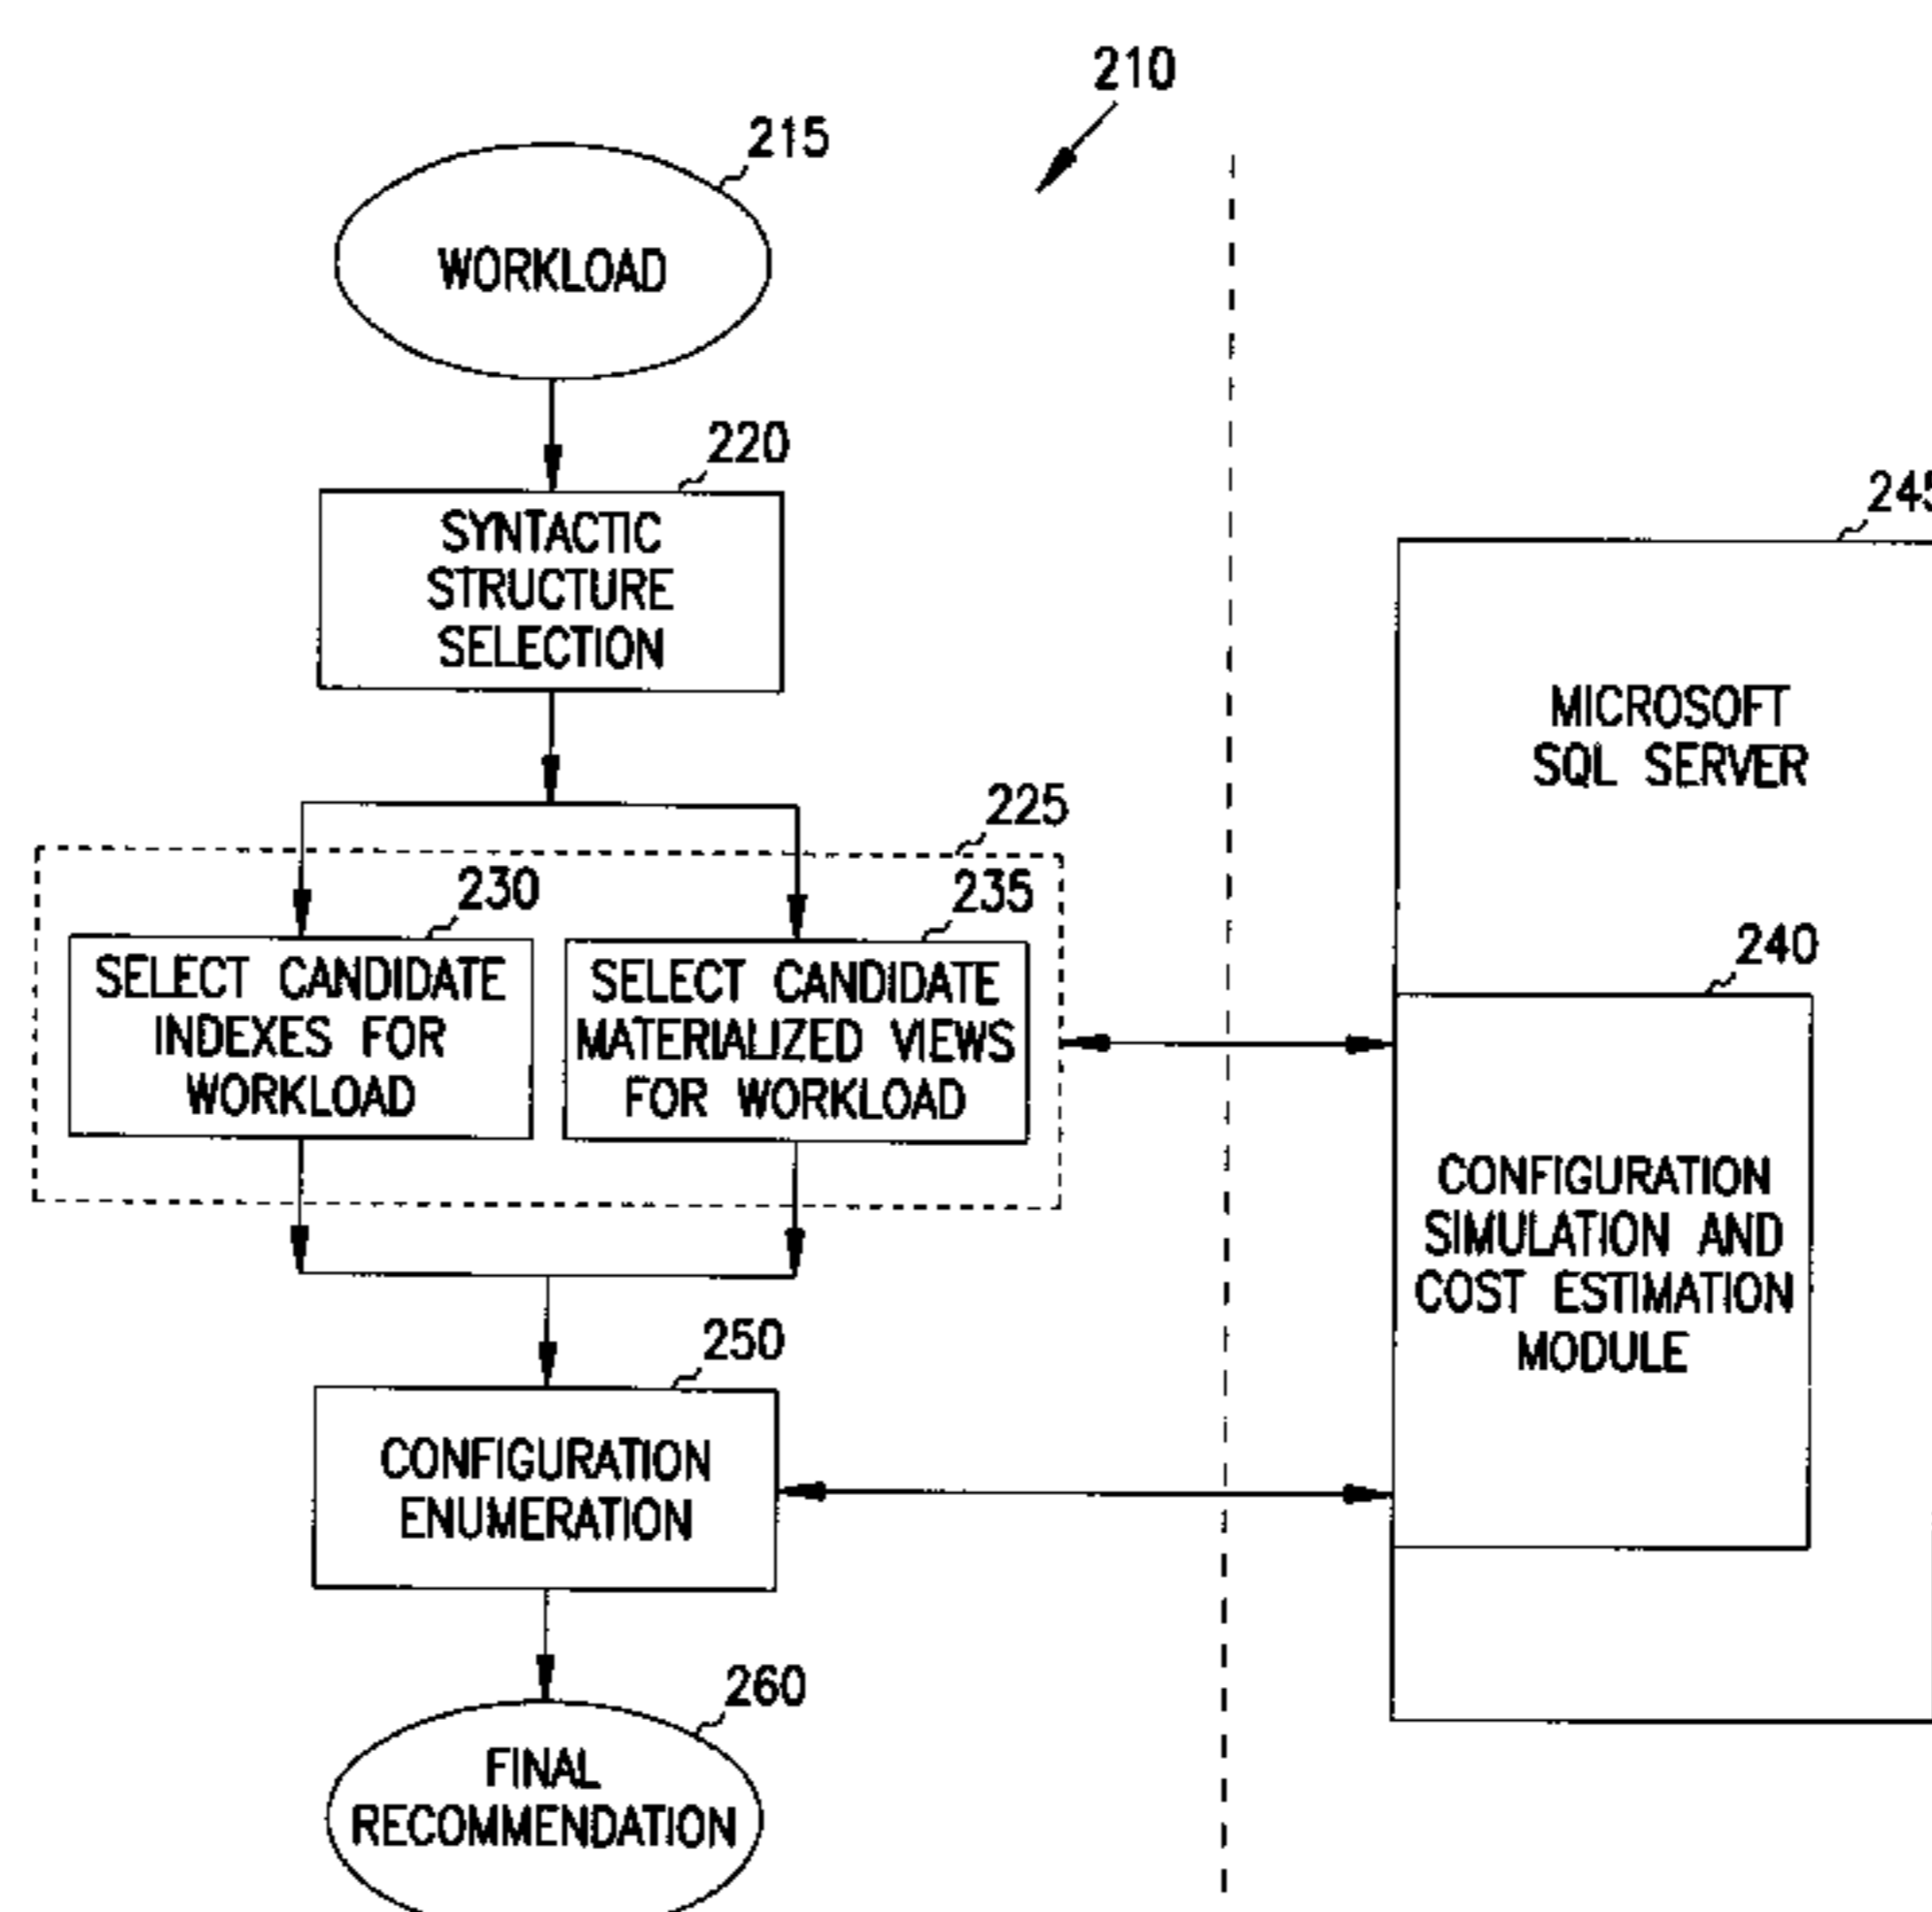 210
215
WORKLOAD
220
SYNTACTIC
STRUCTURE
SELECTION
245
MICROSOFT
SQL SERVER
225
230
SELECT CANDIDATE
INDEXES FOR
WORKLOAD
235
SELECT CANDIDATE
MATERIALIZED VIEWS
FOR WORKLOAD
240
CONFIGURATION
SIMULATION AND
COST ESTIMATION
MODULE
250
CONFIGURATION
ENUMERATION
260
FINAL
RECOMMENDATION